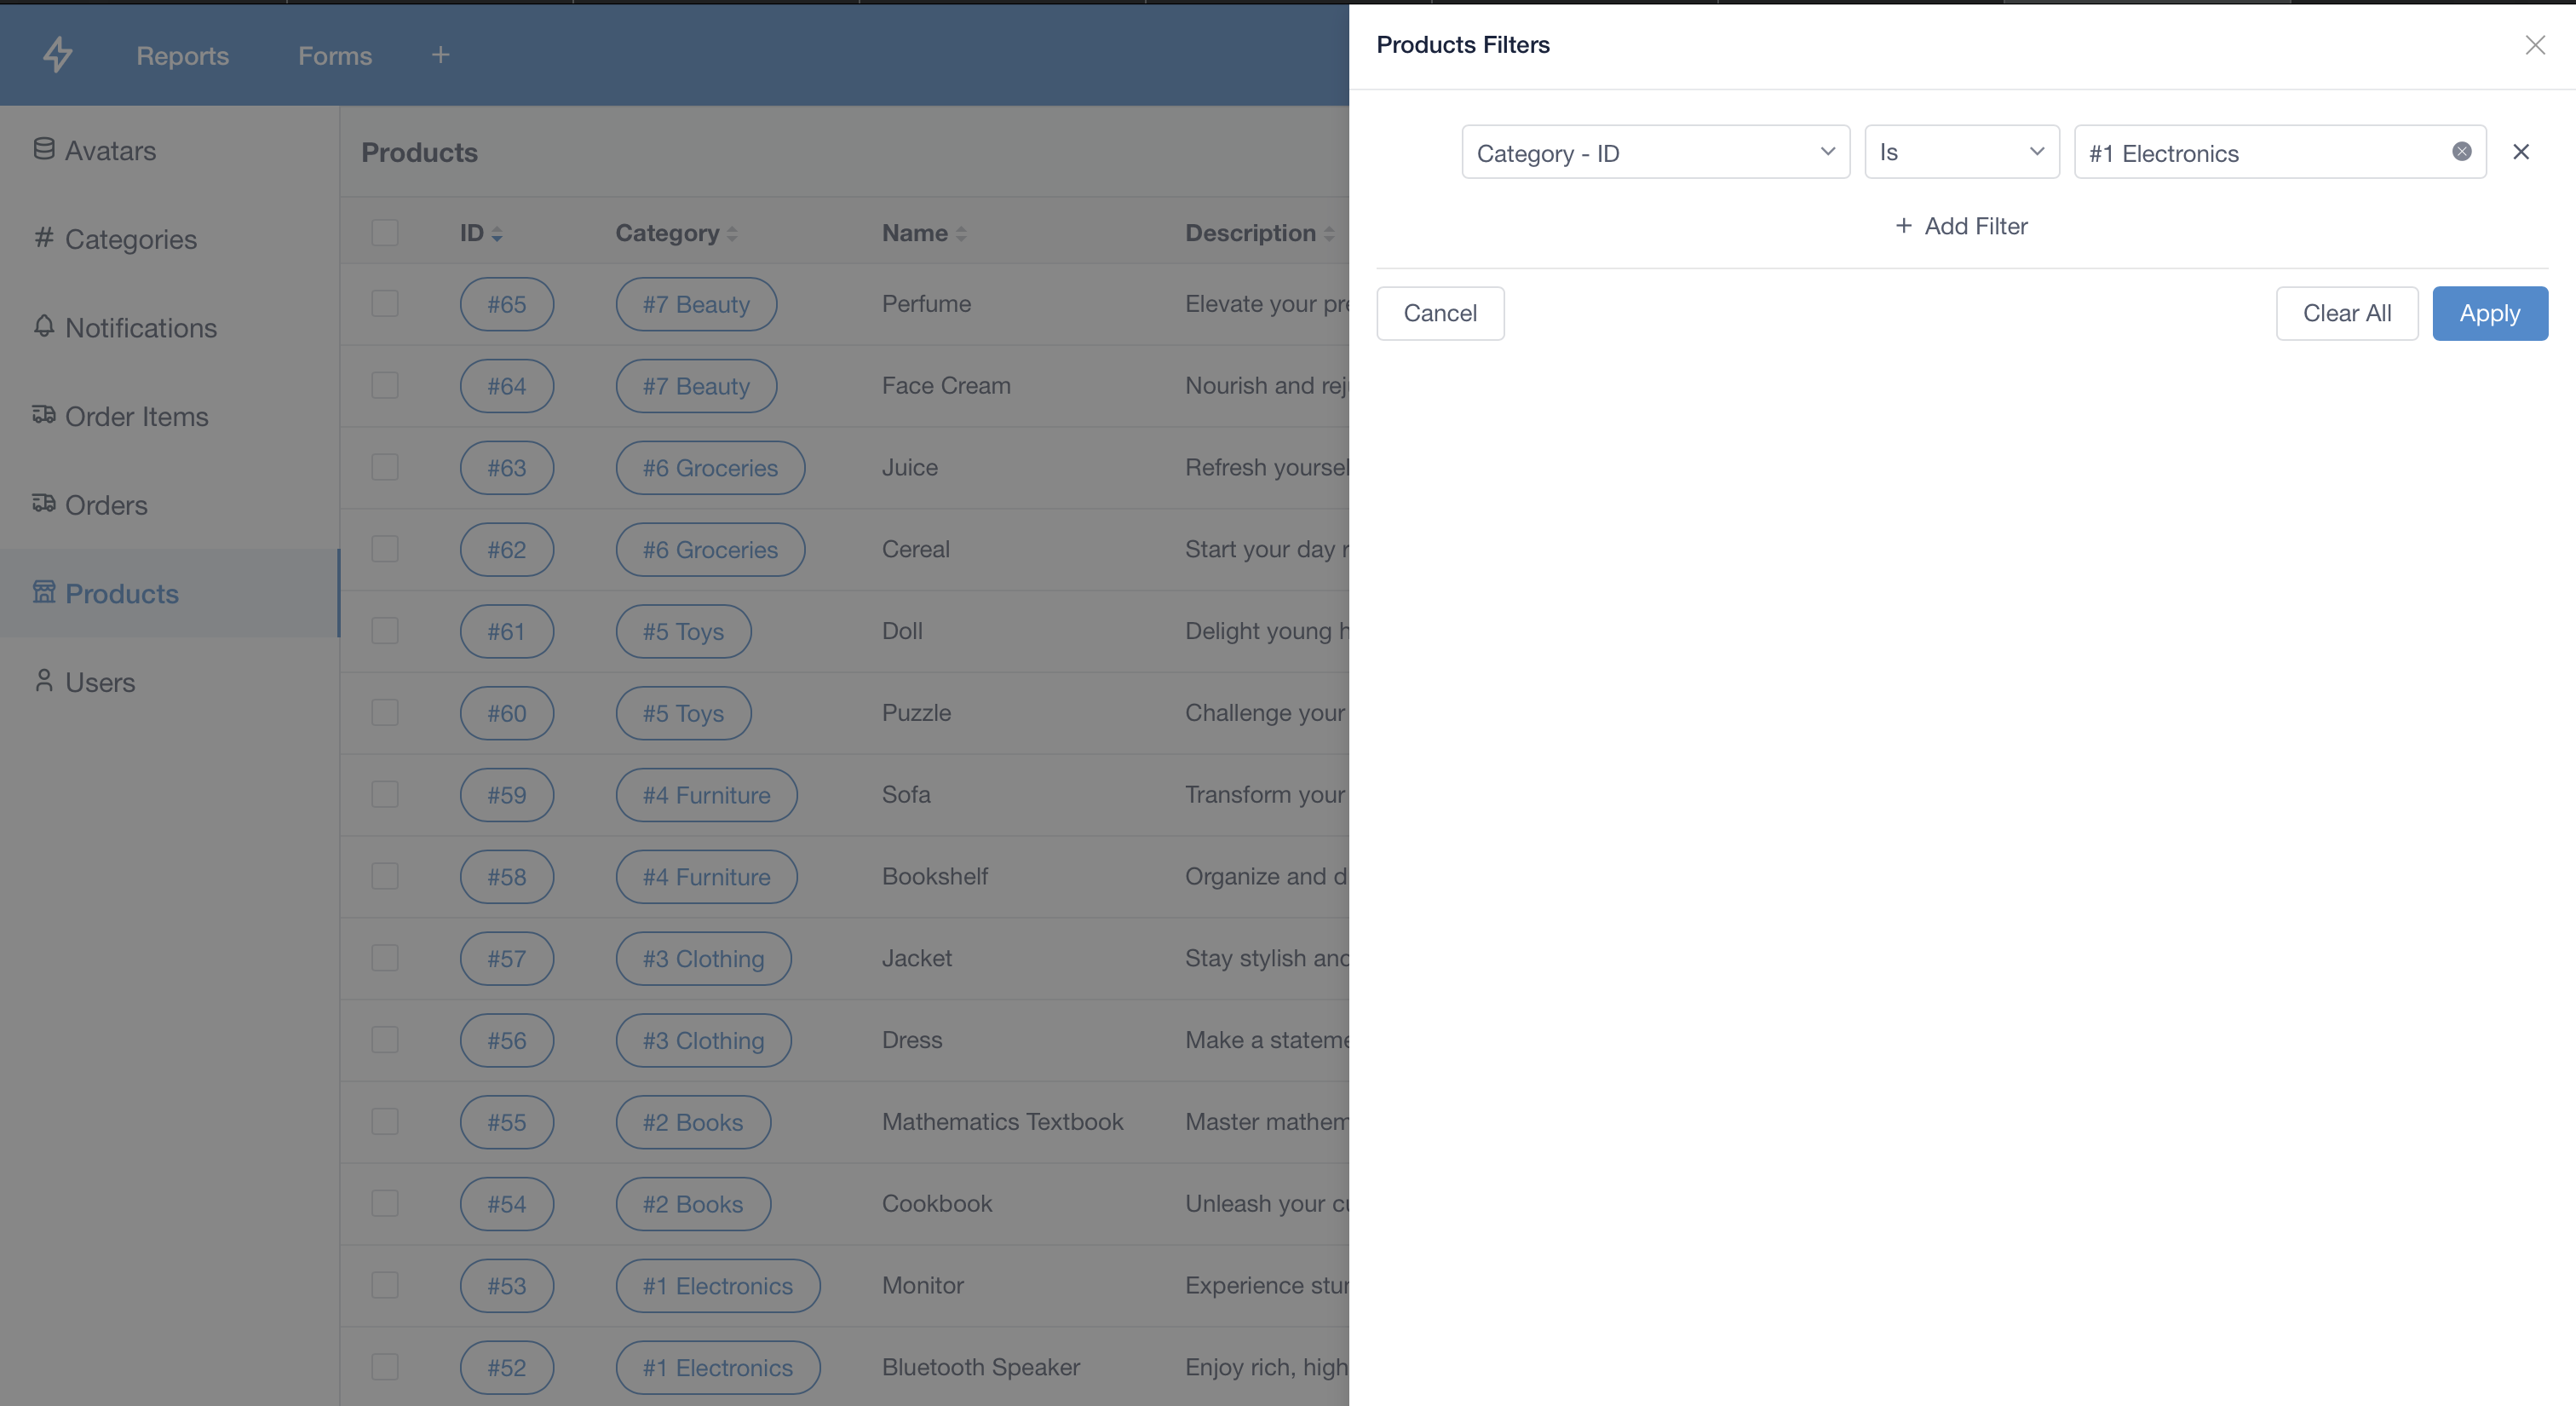 Reports Forms +
Products Filters
Avatars
Categories
Notifications
Order Items
Orders
Products
Users
Products
ID Category Name Description
#65 #7 Beauty Perfume Elevate your pr
#64 #7 Beauty Face Cream Nourish and rej
#63 #6 Groceries Juice Refresh yoursel
#62 #6 Groceries Cereal Start your day r
#61 #5 Toys Doll Delight young h
#60 #5 Toys Puzzle Challenge your
#59 #4 Furniture Sofa Transform your
#58 #4 Furniture Bookshelf Organize and d
#57 #3 Clothing Jacket Stay stylish and
#56 #3 Clothing Dress Make a stateme
#55 #2 Books Mathematics Textbook Master mathem
#54 #2 Books Cookbook Unleash your cu
#53 #1 Electronics Monitor Experience stun
#52 #1 Electronics Bluetooth Speaker Enjoy rich, high
Category - ID Is #1 Electronics
+ Add Filter
Cancel Clear All Apply